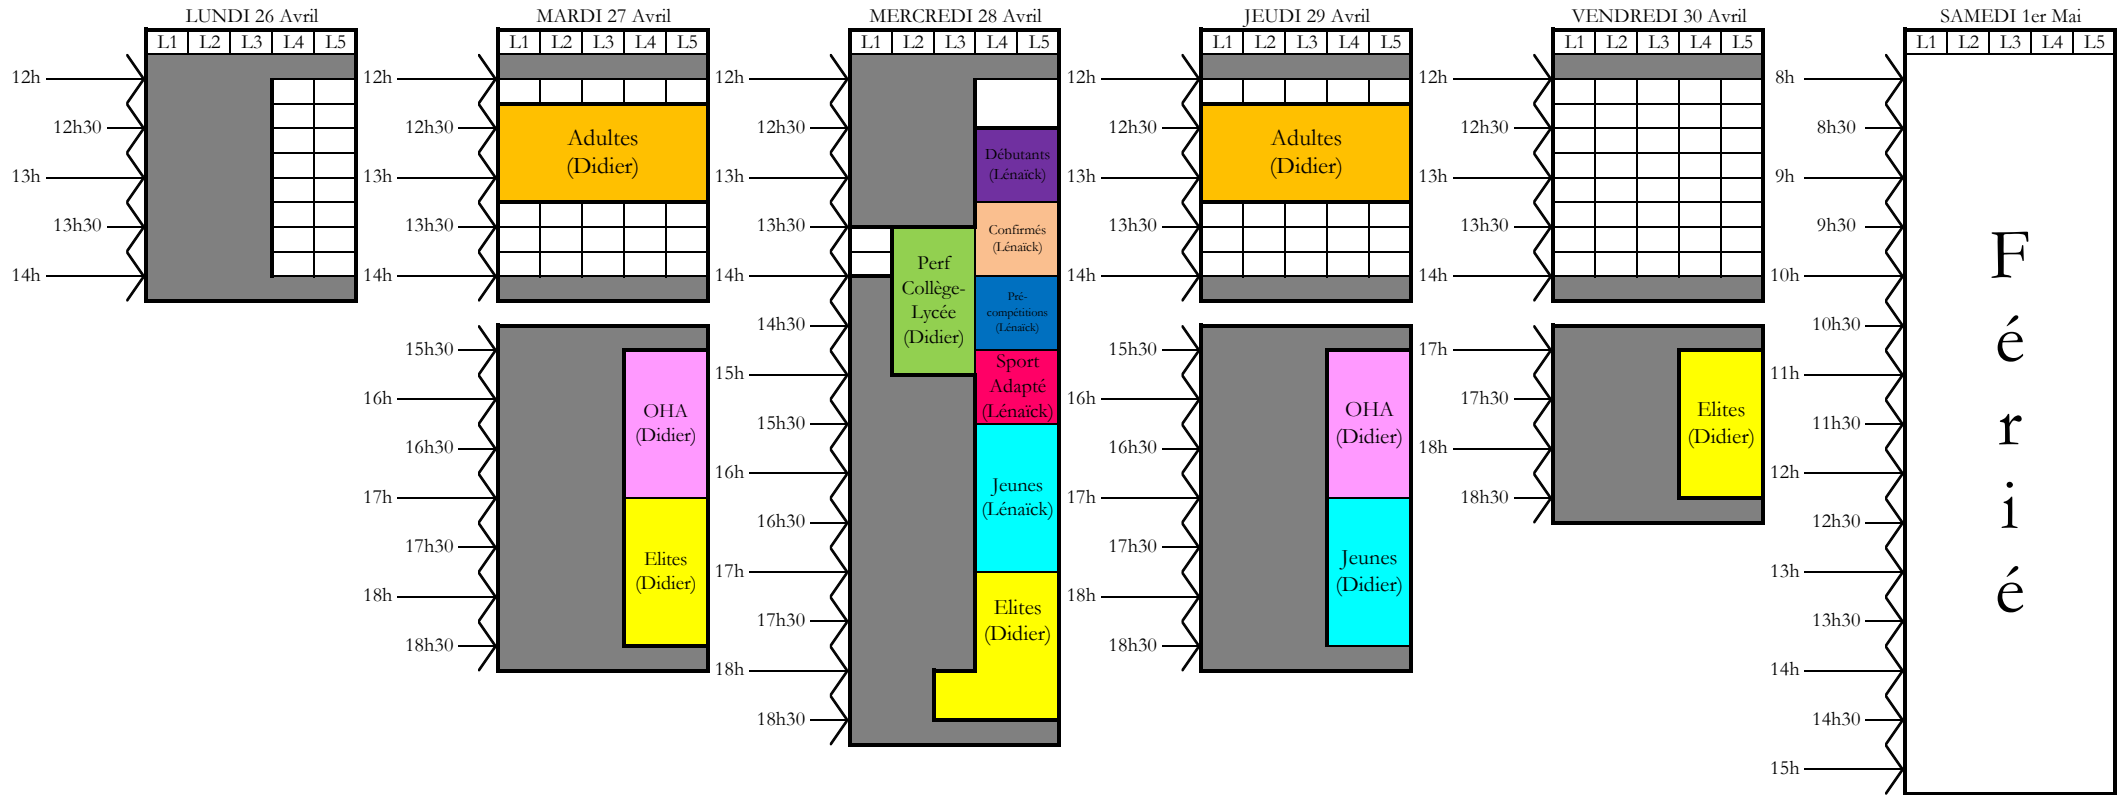 LUNDI 26 Avril
L1 L2 L3 L4 L5
12h
12h30
13h
13h30
14h
MARDI 27 Avril
L1 L2 L3 L4 L5
12h
12h30
13h
13h30
14h
Adultes
(Didier)
15h30
16h
16h30
17h
17h30
18h
18h30
OHA
(Didier)
Elites
(Didier)
MERCREDI 28 Avril
L1 L2 L3 L4 L5
12h
12h30
13h
13h30
14h
14h30
15h
15h30
16h
16h30
17h
17h30
18h
18h30
Débutants
(Lénaïck)
Confirmés
(Lénaïck)
Perf
Collège-
Lycée
(Didier)
Pré-
compétitions
(Lénaïck)
Sport
Adapté
(Lénaïck)
Jeunes
(Lénaïck)
Elites
(Didier)
JEUDI 29 Avril
L1 L2 L3 L4 L5
12h
12h30
13h
13h30
14h
Adultes
(Didier)
15h30
16h
16h30
17h
17h30
18h
18h30
OHA
(Didier)
Jeunes
(Didier)
VENDREDI 30 Avril
L1 L2 L3 L4 L5
12h
12h30
13h
13h30
14h
17h
17h30
18h
18h30
Elites
(Didier)
SAMEDI 1er Mai
L1 L2 L3 L4 L5
8h
8h30
9h
9h30
10h
10h30
11h
11h30
12h
12h30
13h
13h30
14h
14h30
15h
F
é
r
i
é